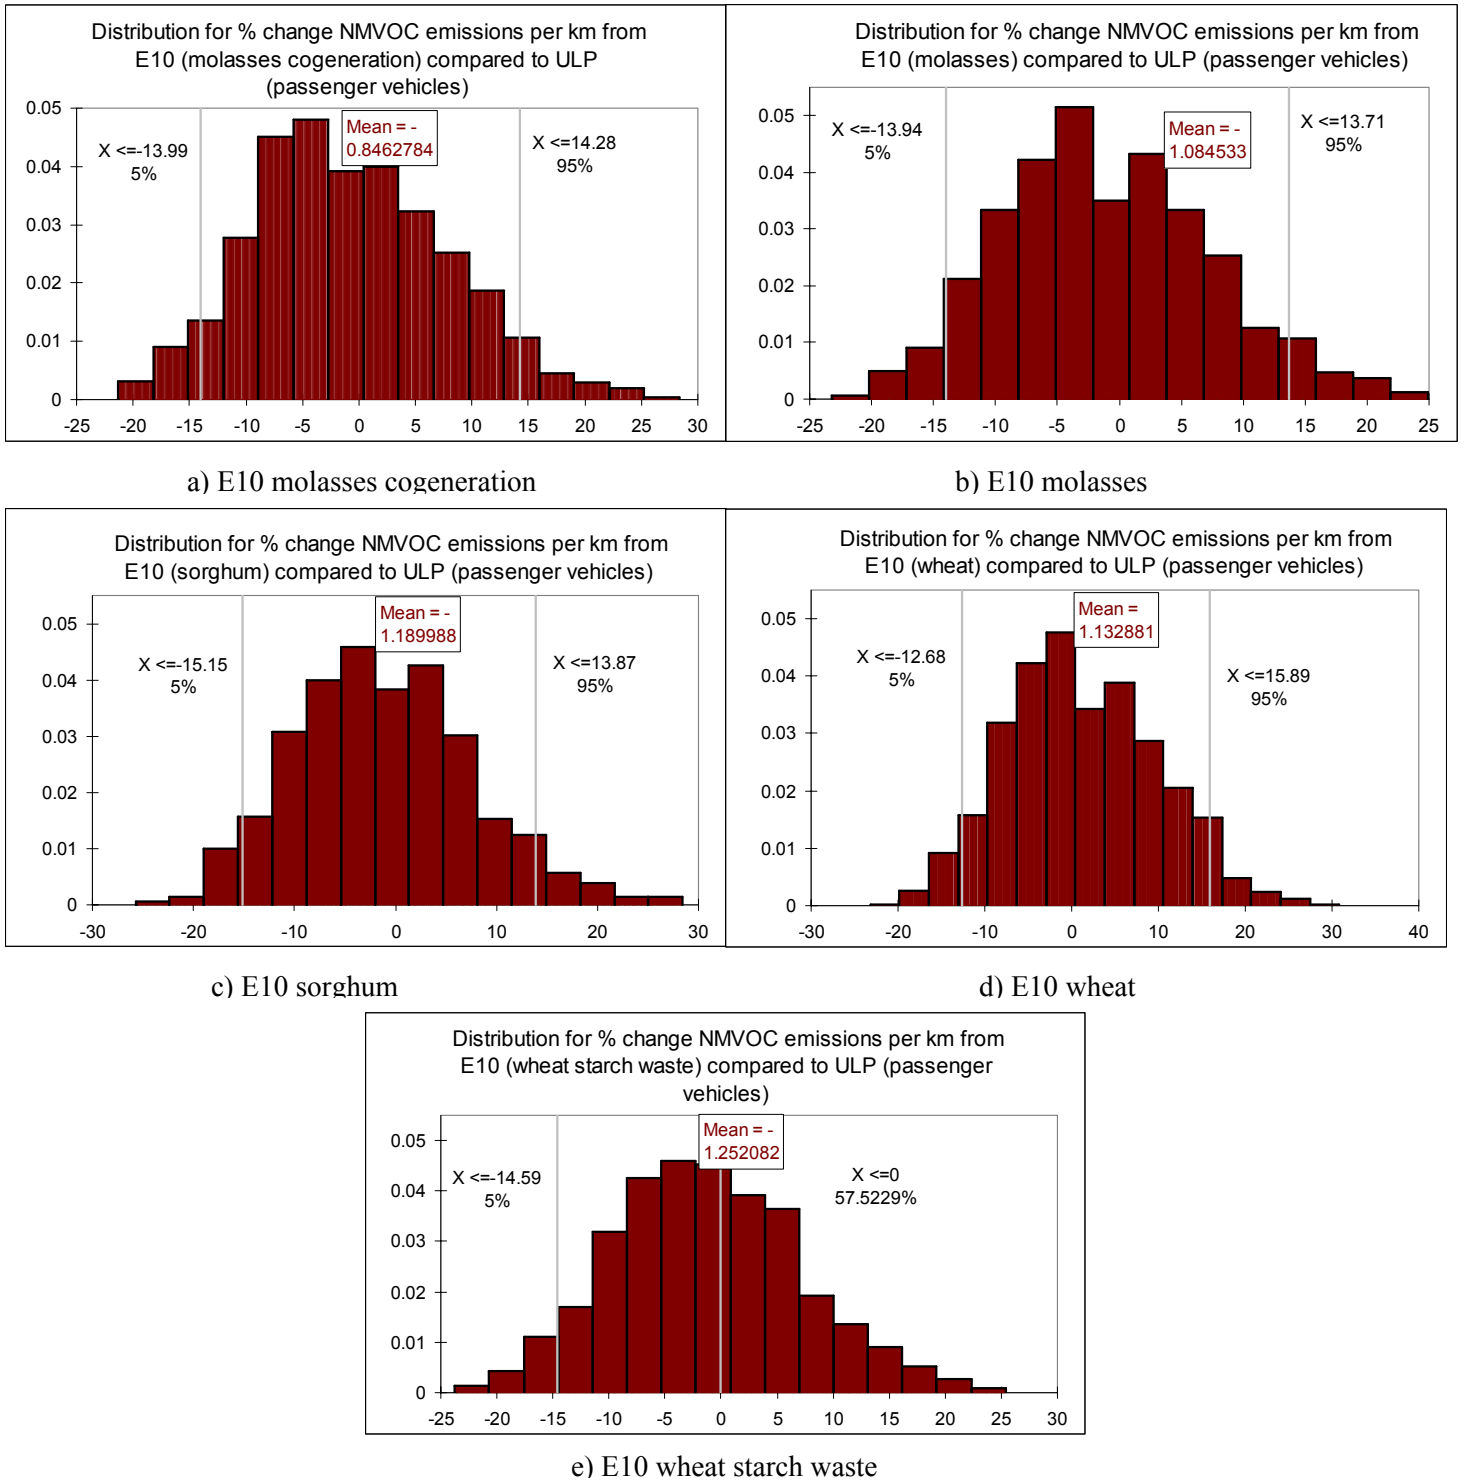 Distribution for % change NMVOC emissions per km from
E10 (molasses cogeneration) compared to ULP
(passenger vehicles)
0.05
0.04
0.03
0.02
0.01
0
-25
-20
-15
-10
-5
0
5
10
15
20
25
30
X <=-13.99
5%
Mean = -
0.8462784
X <=14.28
95%
a) E10 molasses cogeneration
Distribution for % change NMVOC emissions per km from
E10 (molasses) compared to ULP (passenger vehicles)
0.05
0.04
0.03
0.02
0.01
0
-25
-20
-15
-10
-5
0
5
10
15
20
25
X <=-13.94
5%
Mean = -
1.084533
X <=13.71
95%
b) E10 molasses
Distribution for % change NMVOC emissions per km from
E10 (sorghum) compared to ULP (passenger vehicles)
0.05
0.04
0.03
0.02
0.01
0
-30
-20
-10
0
10
20
30
X <=-15.15
5%
Mean = -
1.189988
X <=13.87
95%
c) E10 sorghum
Distribution for % change NMVOC emissions per km from
E10 (wheat) compared to ULP (passenger vehicles)
0.05
0.04
0.03
0.02
0.01
0
-30
-20
-10
0
10
20
30
40
X <=-12.68
5%
Mean =
1.132881
X <=15.89
95%
d) E10 wheat
Distribution for % change NMVOC emissions per km from
E10 (wheat starch waste) compared to ULP (passenger
vehicles)
0.05
0.04
0.03
0.02
0.01
0
-25
-20
-15
-10
-5
0
5
10
15
20
25
30
X <=-14.59
5%
Mean = -
1.252082
X <=0
57.5229%
e) E10 wheat starch waste